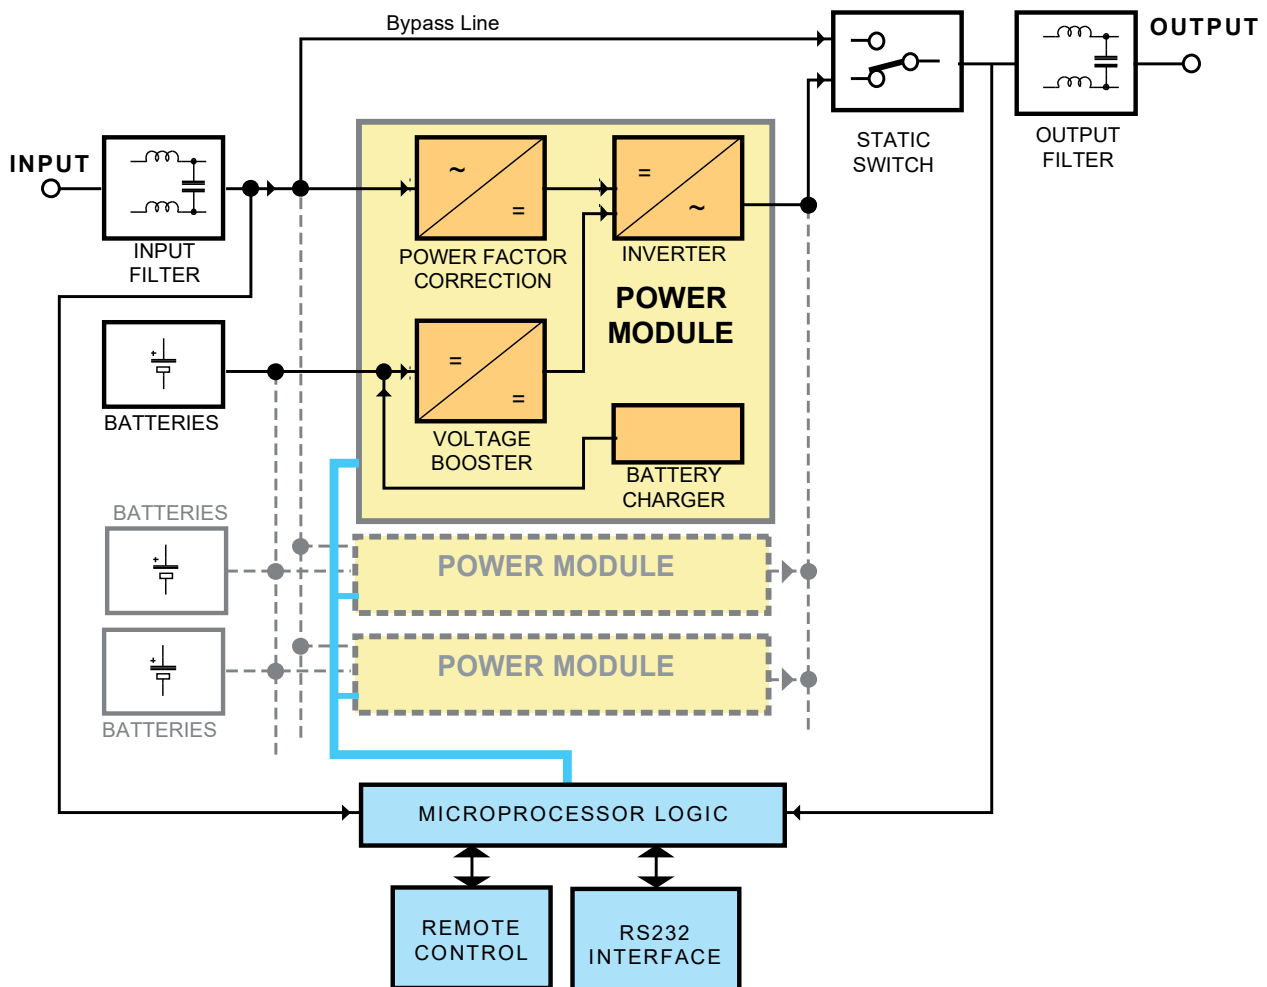 Bypass Line
OUTPUT
STATIC
SWITCH
OUTPUT
FILTER
INPUT
INPUT
FILTER
~
=
POWER FACTOR
CORRECTION
=
~
INVERTER
POWER
MODULE
+
BATTERIES
=
=
VOLTAGE
BOOSTER
BATTERY
CHARGER
BATTERIES
+
POWER MODULE
+
BATTERIES
POWER MODULE
MICROPROCESSOR LOGIC
REMOTE
CONTROL
RS232
INTERFACE